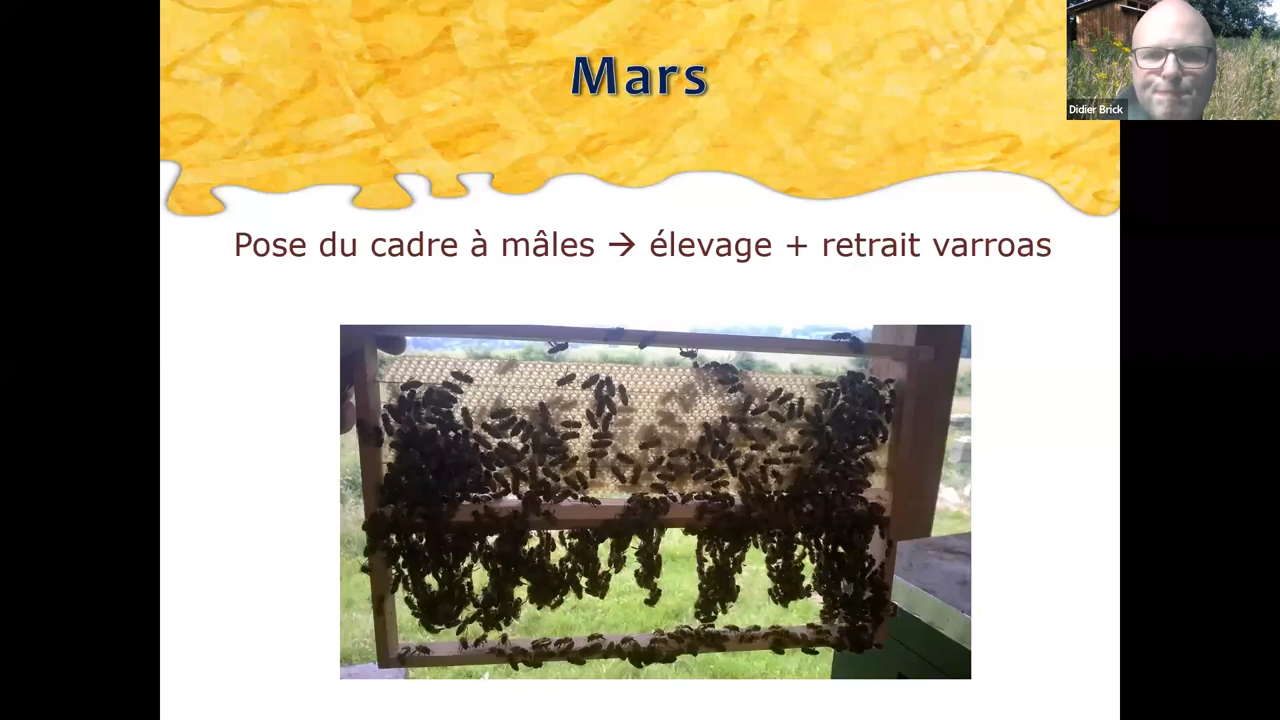 Mars
Didier Brick
Pose du cadre à mâles → élevage + retrait varroas